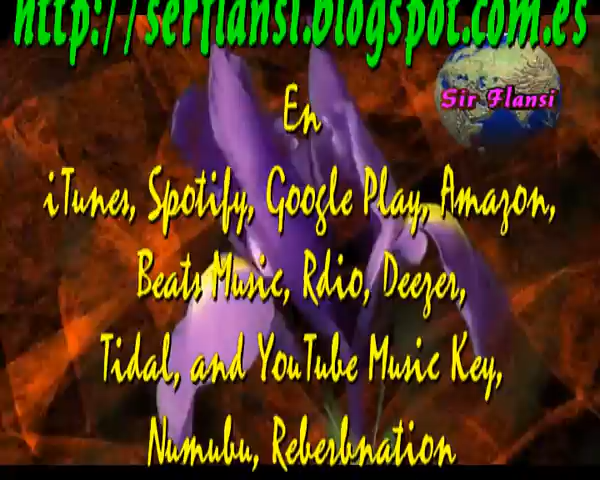 http://serflansi.blogspot.com.es
Sir Flansi
En
iTunes, Spotify, Google Play, Amazon,
Beats Music, Rdio, Deezer,
Tidal, and YouTube Music Key,
Numubu, Reberbnation